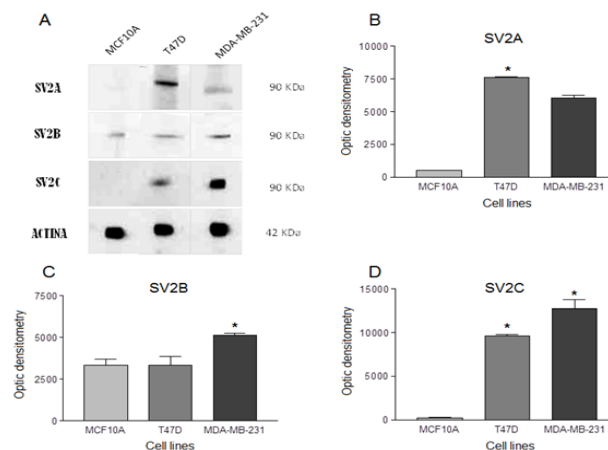 A
MCF10A
T47D
MDA-MB-231
SV2A
90 KDa
SV2B
90 KDa
SV2C
90 KDa
ACTINA
42 KDa
B
SV2A
Optic densitometry
10000
7500
5000
2500
0
*
MCF10A T47D MDA-MB-231
Cell lines
C
SV2B
Optic densitometry
7500
5000
2500
0
*
MCF10A T47D MDA-MB-231
Cell lines
D
SV2C
Optic densitometry
15000
10000
5000
0
* *
MCF10A T47D MDA-MB-231
Cell lines